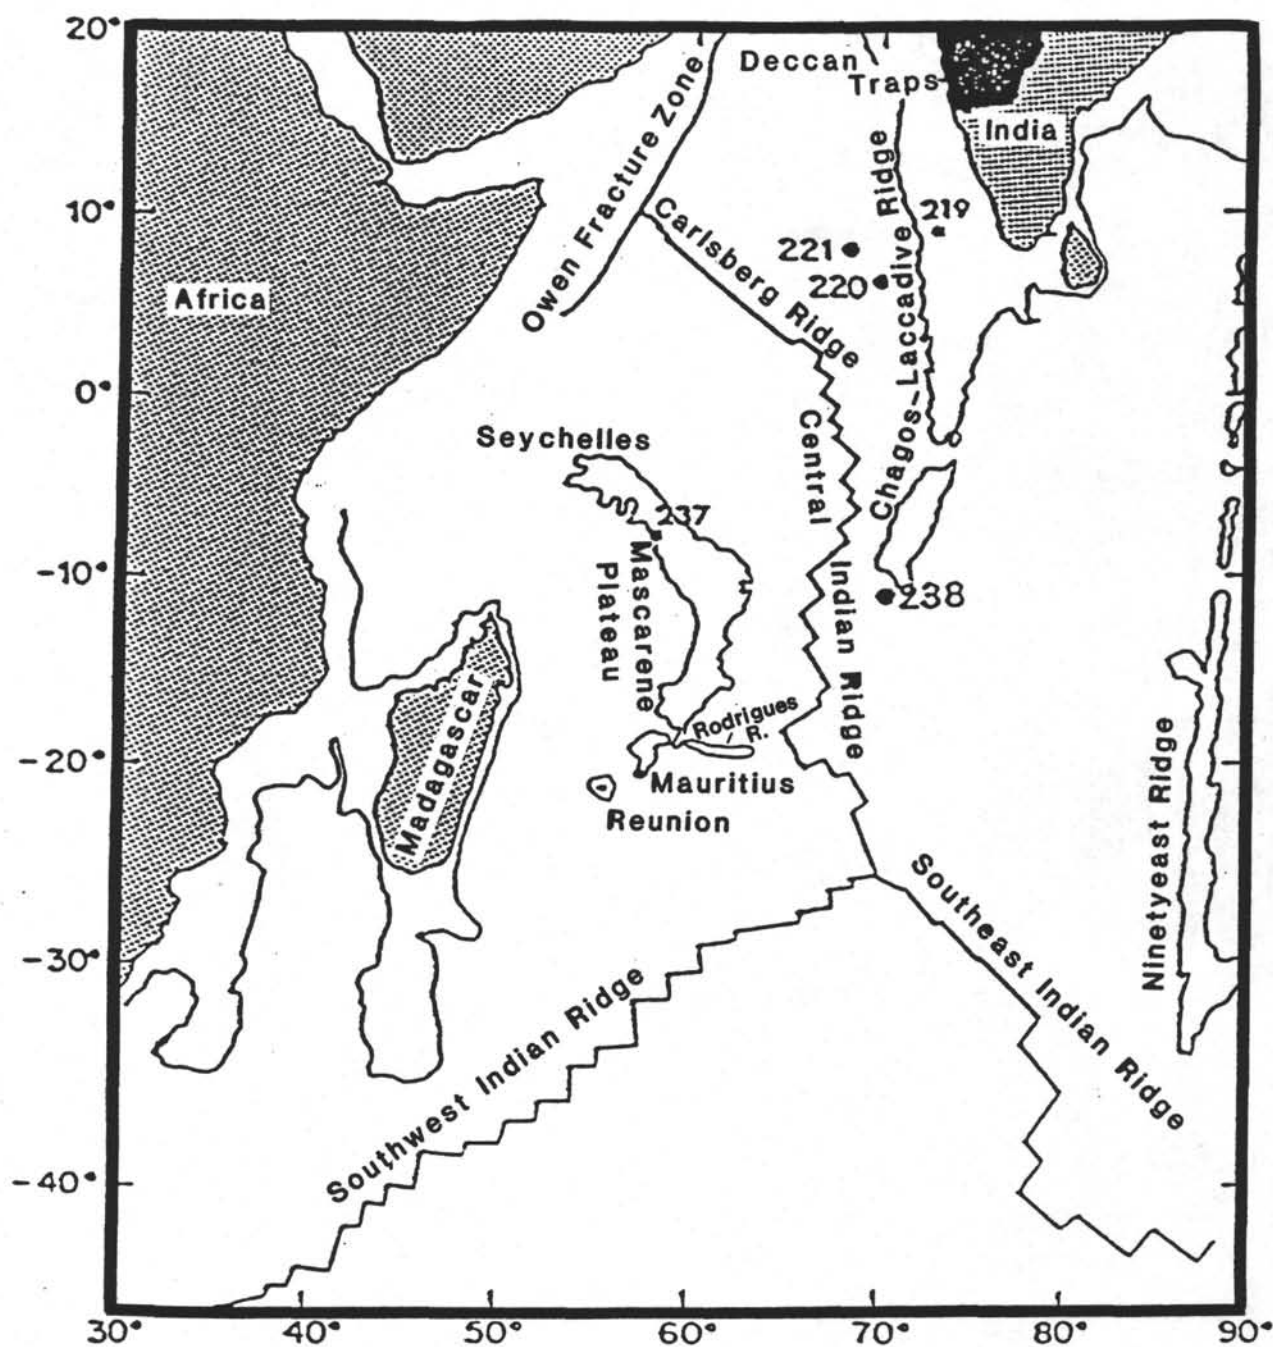 20°
Deccan
Traps
India
Owen Fracture Zone
10°
Carlsberg Ridge
Chagos-Laccadive Ridge
219
221
220
Africa
0°
Seychelles
Central Indian Ridge
237
-10°
Mascarene
Plateau
238
Madagascar
Rodrigues
R.
-20°
Mauritius
Reunion
Ninetyeast Ridge
Southeast Indian Ridge
-30°
Southwest Indian Ridge
-40°
30°
40°
50°
60°
70°
80°
90°